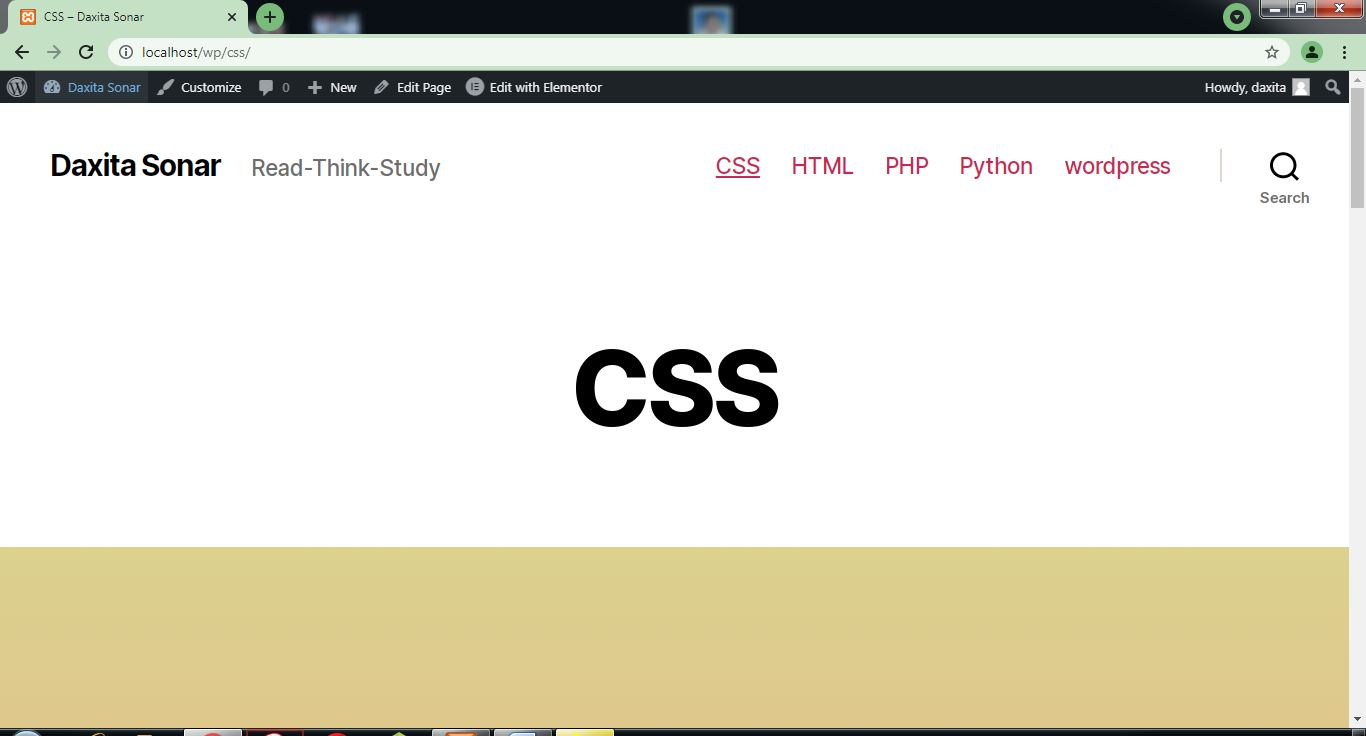 CSS – Daxita Sonar
localhost/wp/css/
Daxita Sonar Customize 0 New Edit Page Edit with Elementor Howdy, daxita
Daxita Sonar Read-Think-Study CSS HTML PHP Python wordpress
Search
CSS